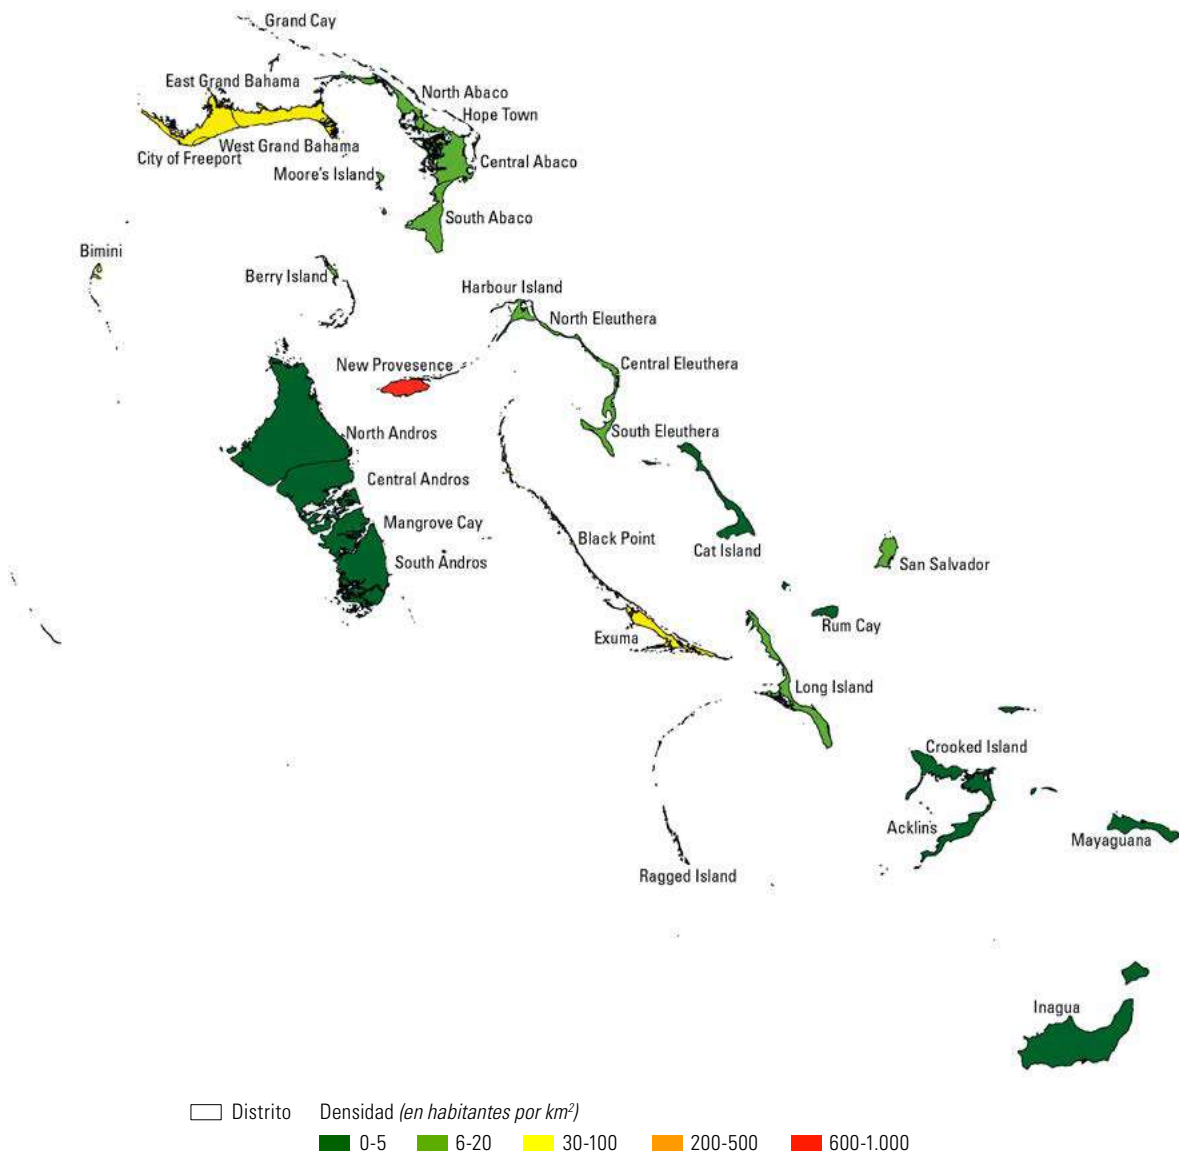 Grand Cay
East Grand Bahama
North Abaco
Hope Town
West Grand Bahama
City of Freeport
Central Abaco
Moore's Island
South Abaco
Bimini
Berry Island
Harbour Island
North Eleuthera
New Provesence
Central Eleuthera
North Andros
South Eleuthera
Central Andros
Mangrove Cay
Black Point
Cat Island
South Andros
San Salvador
Rum Cay
Exuma
Long Island
Crooked Island
Acklins
Mayaguana
Ragged Island
Inagua
Distrito Densidad (en habitantes por km²)
0-5 6-20 30-100 200-500 600-1.000